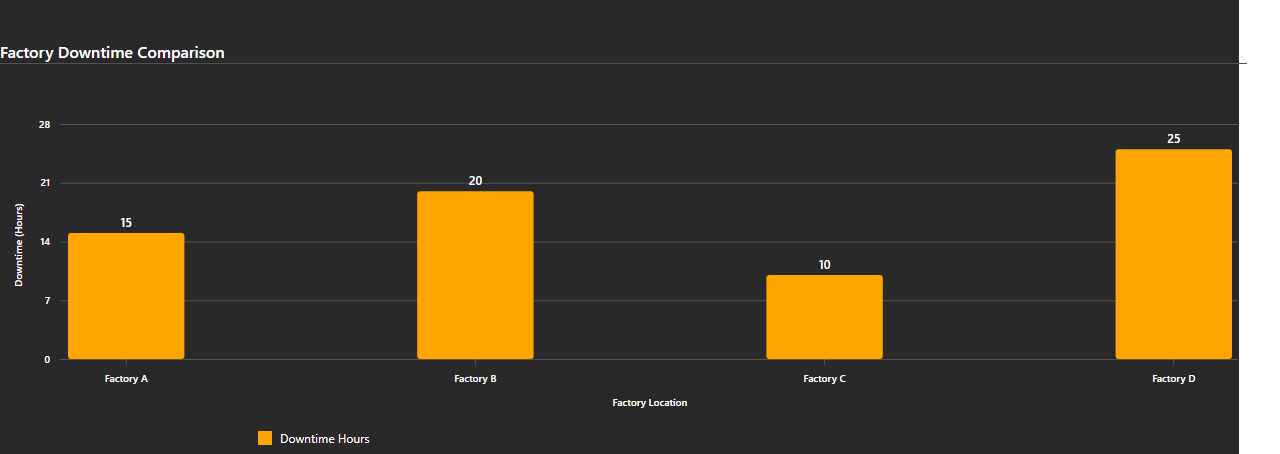 Factory Downtime Comparison
28
25
21
20
15
14
10
7
0
Downtime (Hours)
Factory A
Factory B
Factory C
Factory D
Factory Location
Downtime Hours